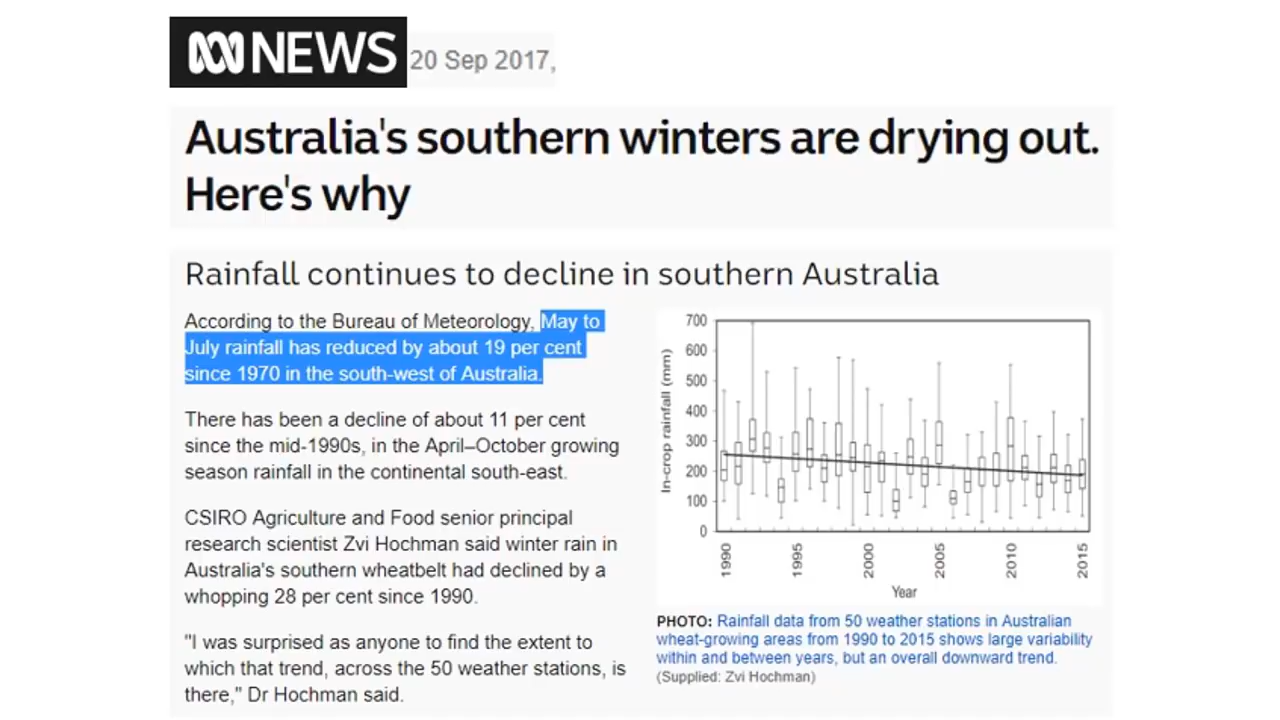 NEWS 20 Sep 2017,
Australia's southern winters are drying out.
Here's why
Rainfall continues to decline in southern Australia
According to the Bureau of Meteorology, May to
July rainfall has reduced by about 19 per cent
since 1970 in the south-west of Australia.
There has been a decline of about 11 per cent
since the mid-1990s, in the April–October growing
season rainfall in the continental south-east.
CSIRO Agriculture and Food senior principal
research scientist Zvi Hochman said winter rain in
Australia's southern wheatbelt had declined by a
whopping 28 per cent since 1990.
"I was surprised as anyone to find the extent to
which that trend, across the 50 weather stations, is
there," Dr Hochman said.
In-crop rainfall (mm)
700
600
500
400
300
200
100
0
1990 1995 2000 2005 2010 2015
Year
PHOTO: Rainfall data from 50 weather stations in Australian
wheat-growing areas from 1990 to 2015 shows large variability
within and between years, but an overall downward trend.
(Supplied: Zvi Hochman)